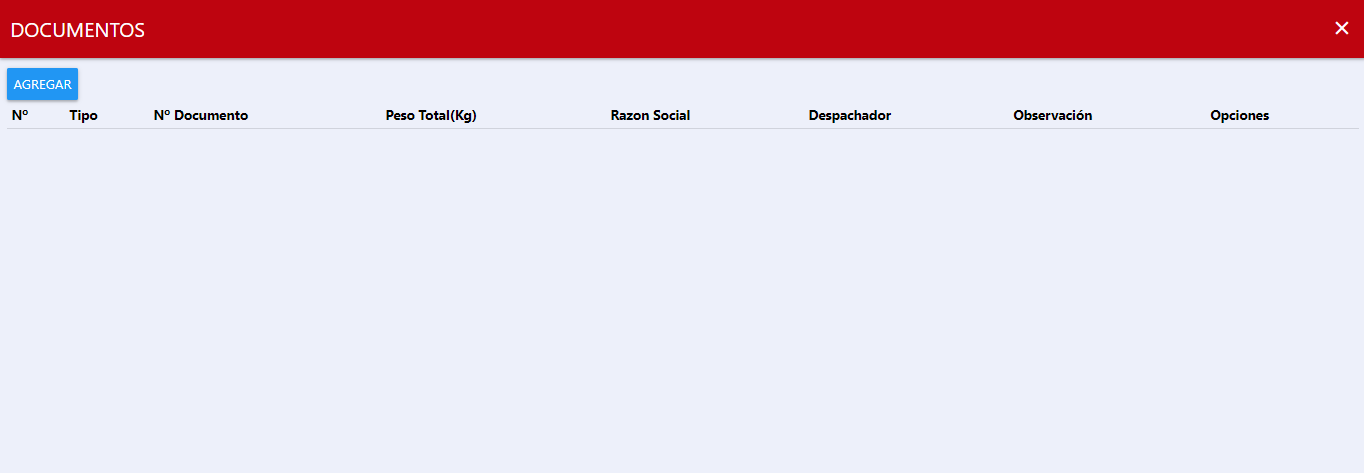 DOCUMENTOS
AGREGAR
Nº Tipo Nº Documento Peso Total(Kg) Razon Social Despachador Observación Opciones